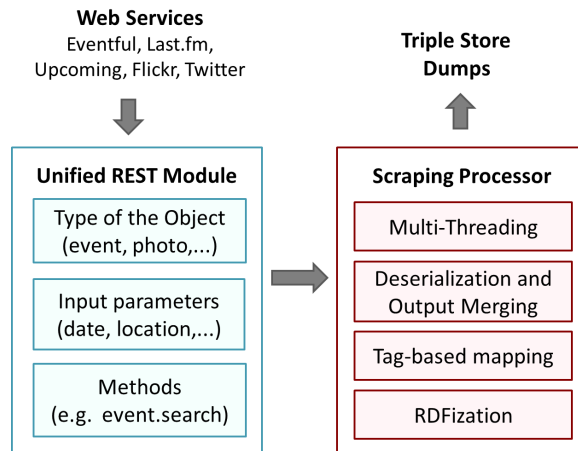 Web Services
Eventful, Last.fm,
Upcoming, Flickr, Twitter
Unified REST Module
Type of the Object
(event, photo,...)
Input parameters
(date, location,...)
Methods
(e.g. event.search)
Triple Store
Dumps
Scraping Processor
Multi-Threading
Deserialization and
Output Merging
Tag-based mapping
RDFization